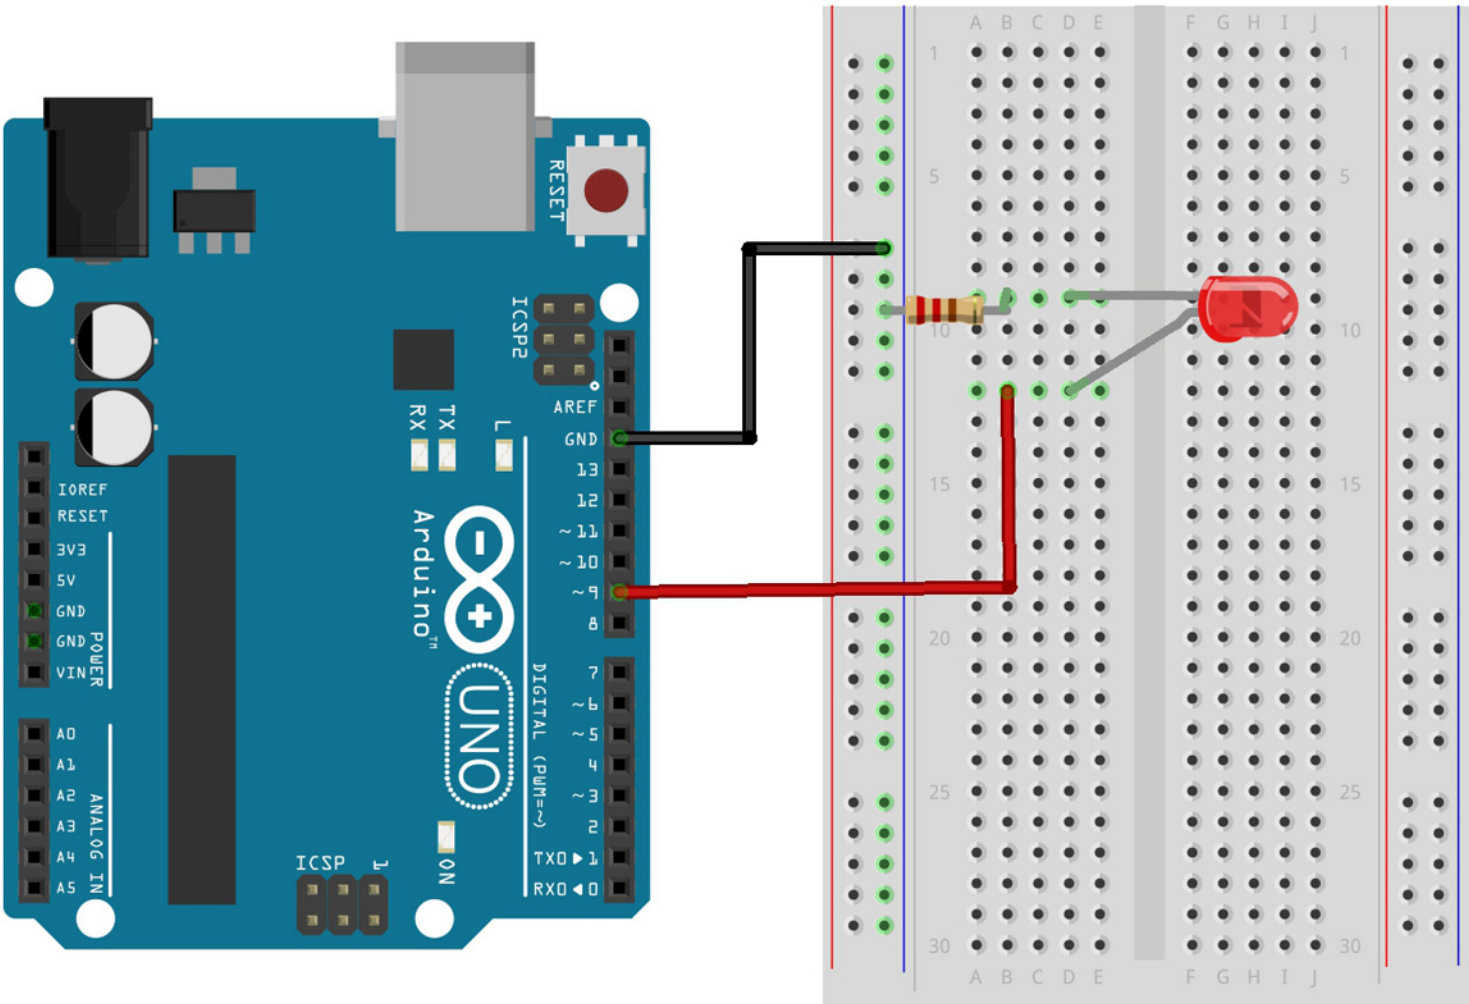 A B C D E F G H I J
1 1
5 5
10 10
15 15
20 20
25 25
30 30
A B C D E F G H I J
RESET
ICSP2
AREF
GND
13
12
~11
~10
~9
8
7
~6
~5
4
~3
2
TX0▶1
RX0◀0
RX
TX
L
Arduino™
UNO
DIGITAL (PWM=~)
IOREF
RESET
3V3
5V
GND
GND
VIN
POWER
A0
A1
A2
A3
A4
A5
ANALOG IN
ICSP
1
ON